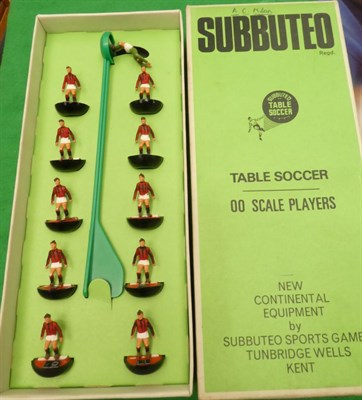 A.C. Milan
SUBBUTEO
Regd.
SUBBUTEO
TABLE
SOCCER
TABLE SOCCER
00 SCALE PLAYERS
NEW
CONTINENTAL
EQUIPMENT
by
SUBBUTEO SPORTS GAME
TUNBRIDGE WELLS
KENT